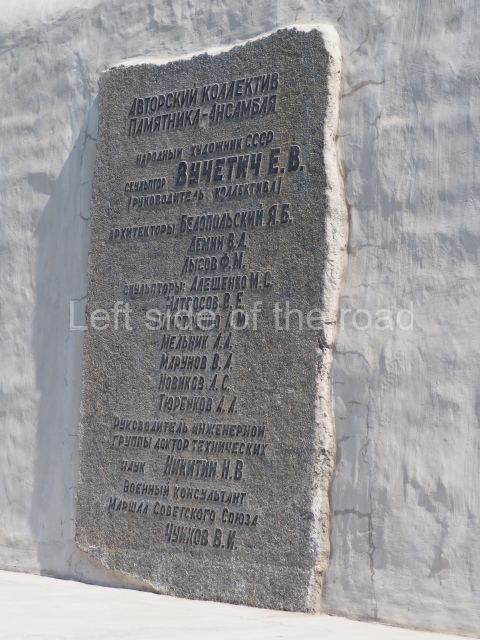 АВТОРСКИЙ КОЛЛЕКТИВ
ПАМЯТНИКА-АНСАМБЛЯ
НАРОДНЫЙ ХУДОЖНИК СССР
СКУЛЬПТОР ВУЧЕТИЧ Е.В.
(РУКОВОДИТЕЛЬ КОЛЛЕКТИВА)
АРХИТЕКТОРЫ БЕЛОПОЛЬСКИЙ Я.Б.
ДЕМИН В.А.
ЛЫСОВ Ф.М.
СКУЛЬПТОРЫ: АЛЕШЕНКО М.С.
МАТРОСОВ В.Е.
Left side of the road
МЕЛЬНИК А.А.
МАРУНОВ В.А.
НОВИКОВ Л.С.
ТЮРЕНКОВ А.А.
РУКОВОДИТЕЛЬ ИНЖЕНЕРНОЙ
ГРУППЫ ДОКТОР ТЕХНИЧЕСКИХ
НАУК НИКИТИН Н.В
ВОЕННЫЙ КОНСУЛЬТАНТ
МАРШАЛ СОВЕТСКОГО СОЮЗА
ЧУЙКОВ В.И.